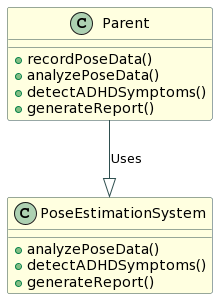 C Parent
recordPoseData()
analyzePoseData()
detectADHDSymptoms()
generateReport()
Uses
C PoseEstimationSystem
analyzePoseData()
detectADHDSymptoms()
generateReport()